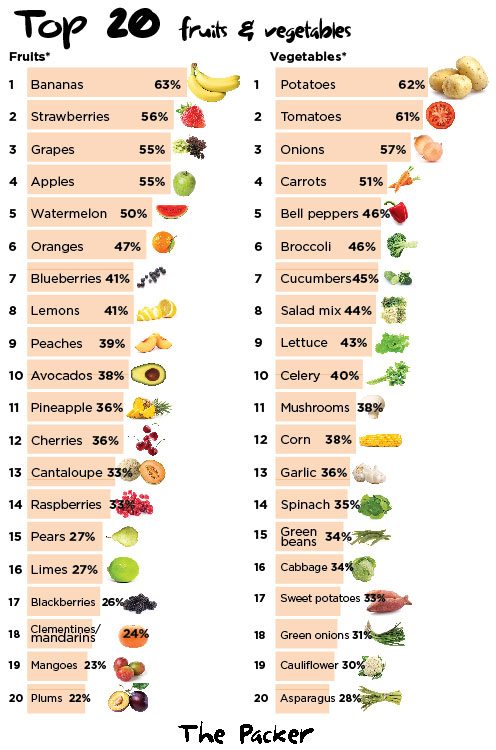 Top 20 fruits & vegetables
Fruits*
1 Bananas 63%
2 Strawberries 56%
3 Grapes 55%
4 Apples 55%
5 Watermelon 50%
6 Oranges 47%
7 Blueberries 41%
8 Lemons 41%
9 Peaches 39%
10 Avocados 38%
11 Pineapple 36%
12 Cherries 36%
13 Cantaloupe 33%
14 Raspberries 33%
15 Pears 27%
16 Limes 27%
17 Blackberries 26%
18 Clementines/
mandarins 24%
19 Mangoes 23%
20 Plums 22%
Vegetables*
1 Potatoes 62%
2 Tomatoes 61%
3 Onions 57%
4 Carrots 51%
5 Bell peppers 46%
6 Broccoli 46%
7 Cucumbers 45%
8 Salad mix 44%
9 Lettuce 43%
10 Celery 40%
11 Mushrooms 38%
12 Corn 38%
13 Garlic 36%
14 Spinach 35%
15 Green
beans 34%
16 Cabbage 34%
17 Sweet potatoes 33%
18 Green onions 31%
19 Cauliflower 30%
20 Asparagus 28%
The Packer